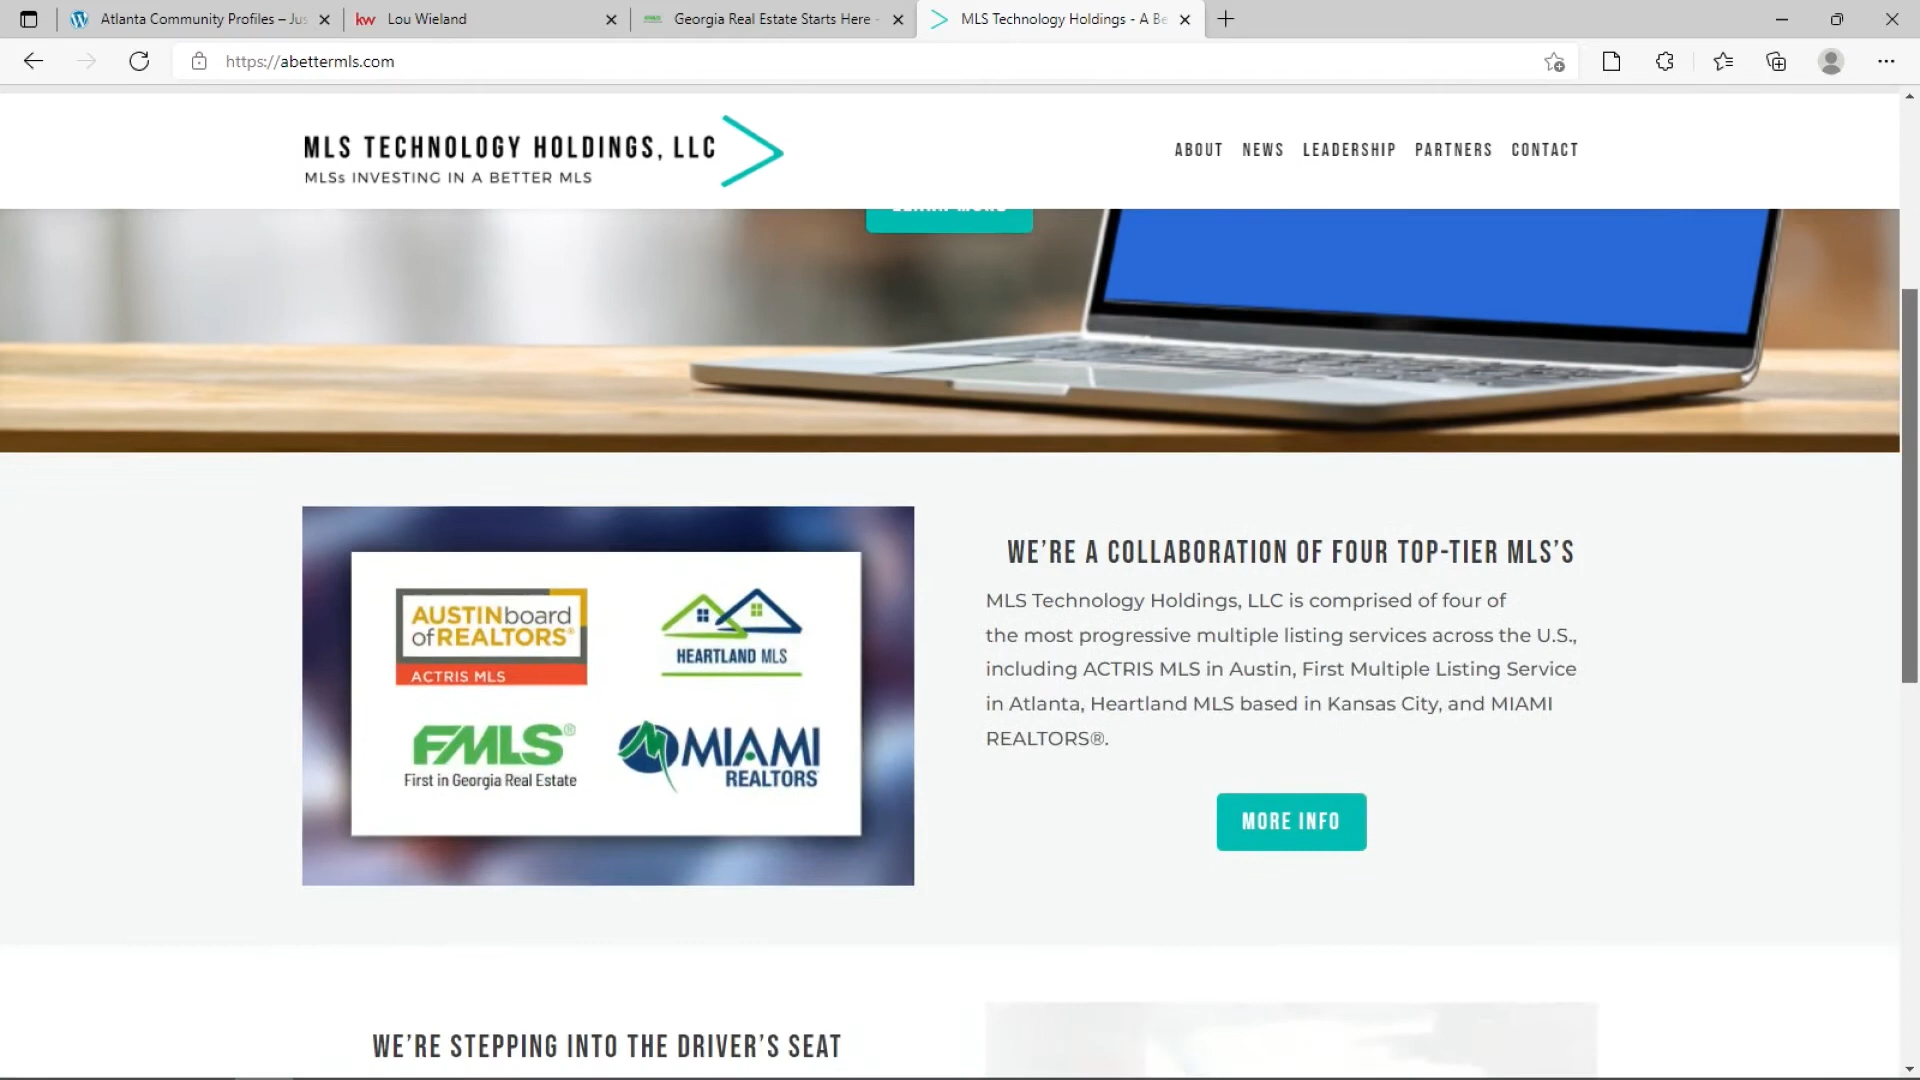 Atlanta Community Profiles – Jus
Lou Wieland
Georgia Real Estate Starts Here -
MLS Technology Holdings - A Be
https://abettermls.com
MLS TECHNOLOGY HOLDINGS, LLC
MLSs INVESTING IN A BETTER MLS
ABOUT NEWS LEADERSHIP PARTNERS CONTACT
LEARN MORE
AUSTINboard
ofREALTORS®
ACTRIS MLS
HEARTLAND MLS
FMLS®
First in Georgia Real Estate
MIAMI
REALTORS
WE'RE A COLLABORATION OF FOUR TOP-TIER MLS'S
MLS Technology Holdings, LLC is comprised of four of
the most progressive multiple listing services across the U.S.,
including ACTRIS MLS in Austin, First Multiple Listing Service
in Atlanta, Heartland MLS based in Kansas City, and MIAMI
REALTORS®.
MORE INFO
WE'RE STEPPING INTO THE DRIVER'S SEAT